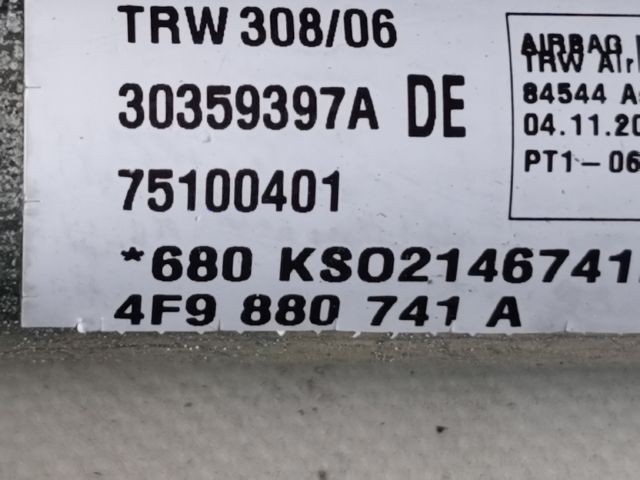 TRW 308/06
30359397A DE
75100401
*680 KSO2146741
4F9 880 741 A
AIRBAG
TRW Air
84544 A
04.11.20
PT1-06